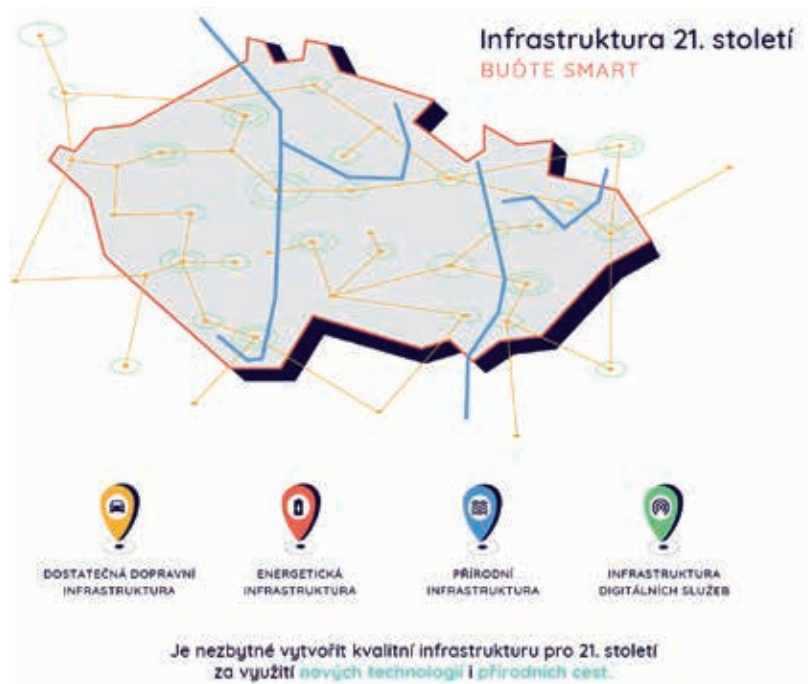 Infrastruktura 21. století
BUĎTE SMART
DOSTATEČNÁ DOPRAVNÍ
INFRASTRUKTURA
ENERGETICKÁ
INFRASTRUKTURA
PŘÍRODNÍ
INFRASTRUKTURA
INFRASTRUKTURA
DIGITÁLNÍCH SLUŽEB
Je nezbytné vytvořit kvalitní infrastrukturu pro 21. století
za využití nových technologií i přírodních cest.